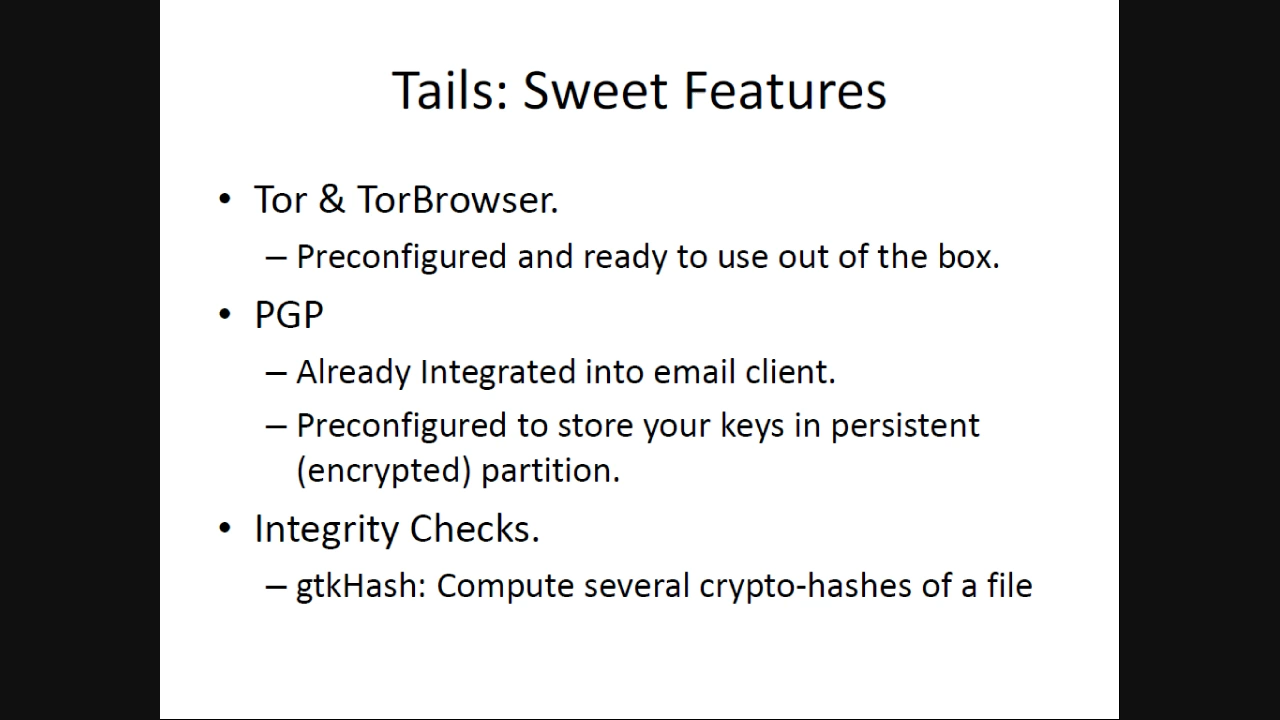 Tails: Sweet Features
• Tor & TorBrowser.
– Preconfigured and ready to use out of the box.
• PGP
– Already Integrated into email client.
– Preconfigured to store your keys in persistent
(encrypted) partition.
• Integrity Checks.
– gtkHash: Compute several crypto-hashes of a file